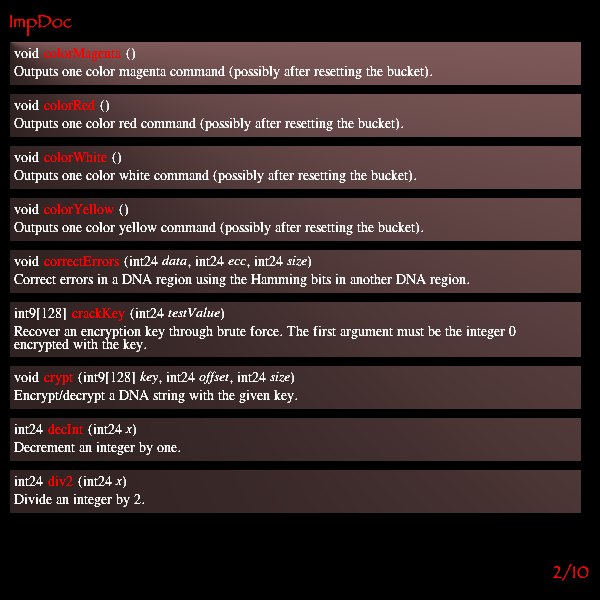 ImpDoc
void colorMagenta ()
Outputs one color magenta command (possibly after resetting the bucket).
void colorRed ()
Outputs one color red command (possibly after resetting the bucket).
void colorWhite ()
Outputs one color white command (possibly after resetting the bucket).
void colorYellow ()
Outputs one color yellow command (possibly after resetting the bucket).
void correctErrors (int24 data, int24 ecc, int24 size)
Correct errors in a DNA region using the Hamming bits in another DNA region.
int9[128] crackKey (int24 testValue)
Recover an encryption key through brute force. The first argument must be the integer 0
encrypted with the key.
void crypt (int9[128] key, int24 offset, int24 size)
Encrypt/decrypt a DNA string with the given key.
int24 decInt (int24 x)
Decrement an integer by one.
int24 div2 (int24 x)
Divide an integer by 2.
2/10